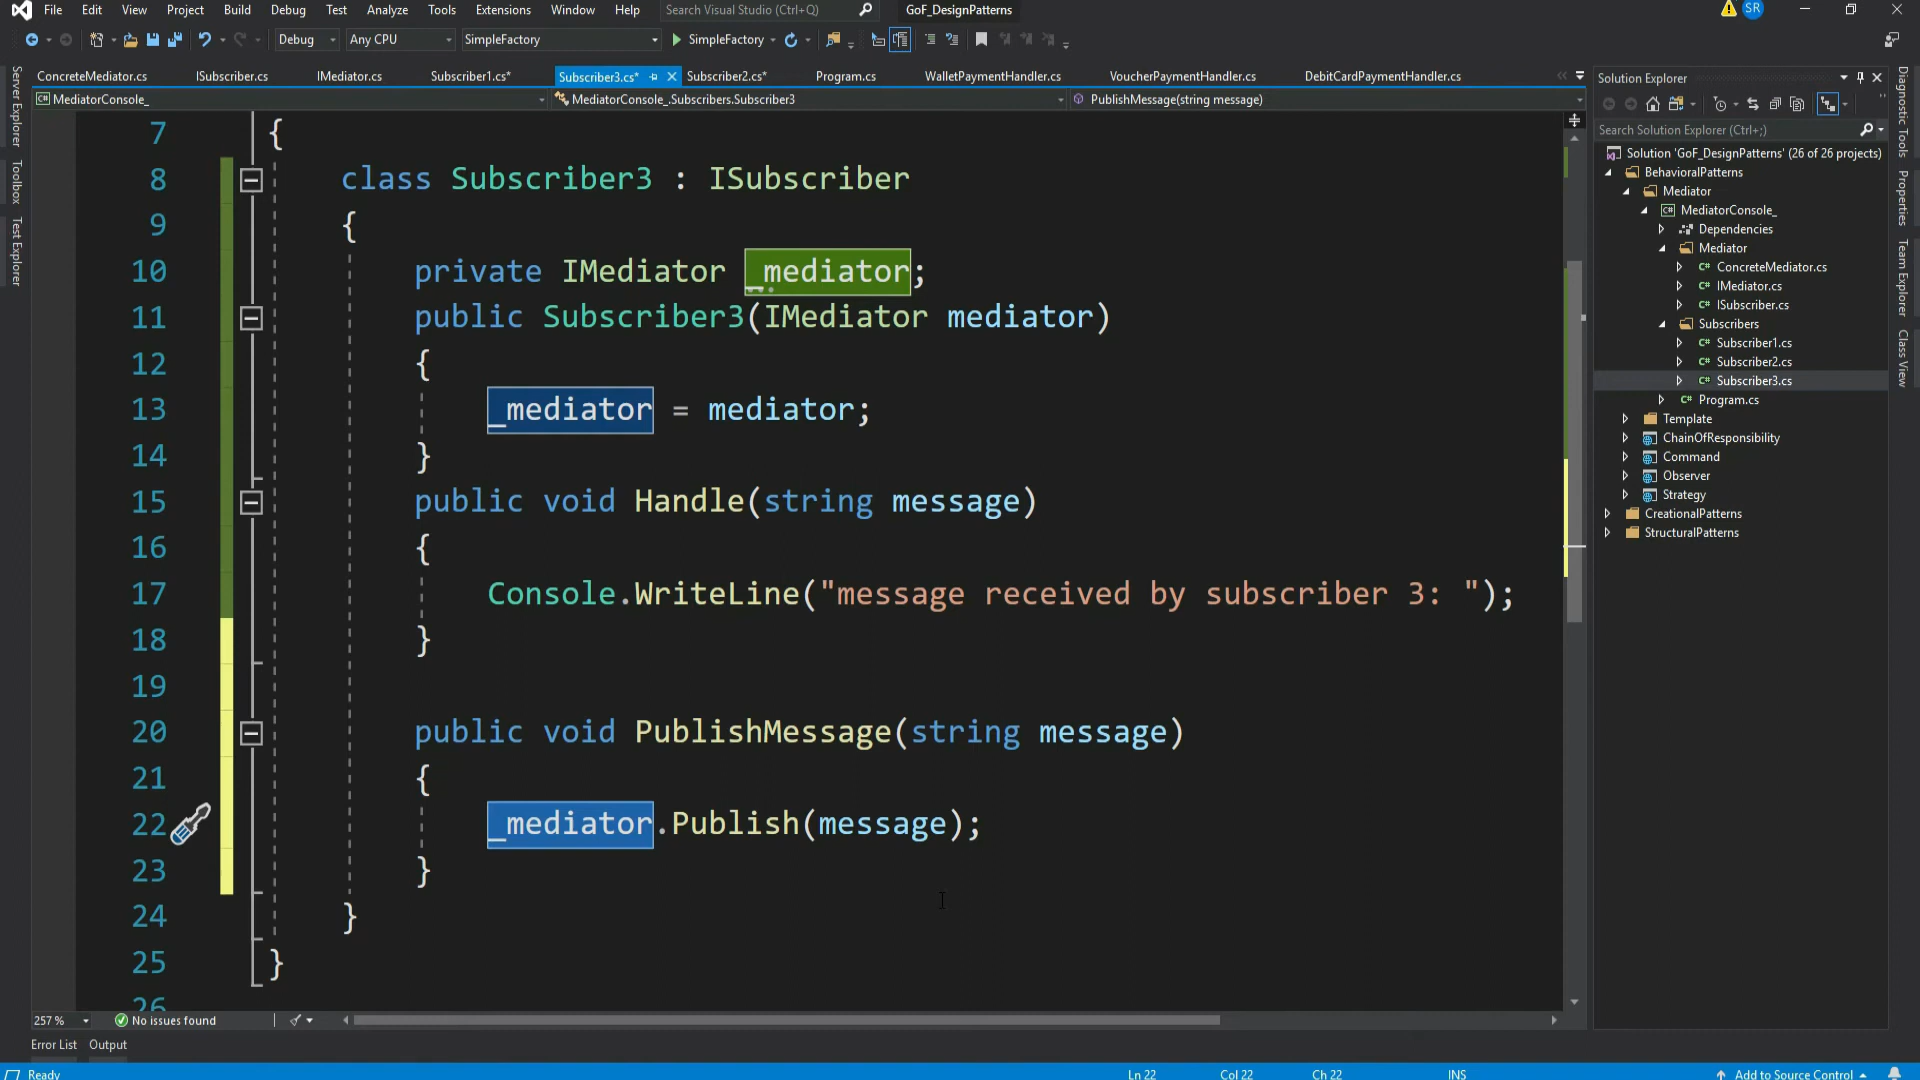 File Edit View Project Build Debug Test Analyze Tools Extensions Window Help Search Visual Studio (Ctrl+Q) GoF_DesignPatterns SR
Debug Any CPU SimpleFactory SimpleFactory
ConcreteMediator.cs ISubscriber.cs IMediator.cs Subscriber1.cs* Subscriber3.cs* Subscriber2.cs* Program.cs WalletPaymentHandler.cs VoucherPaymentHandler.cs DebitCardPaymentHandler.cs
MediatorConsole_ MediatorConsole_.Subscribers.Subscriber3 PublishMessage(string message)
Server Explorer
Toolbox
Test Explorer
7 {
8 class Subscriber3 : ISubscriber
9 {
10 private IMediator _mediator;
11 public Subscriber3(IMediator mediator)
12 {
13 _mediator = mediator;
14 }
15 public void Handle(string message)
16 {
17 Console.WriteLine("message received by subscriber 3: ");
18 }
19
20 public void PublishMessage(string message)
21 {
22 _mediator.Publish(message);
23 }
24 }
25 }
26
257 % No issues found
Error List Output
Ready Ln 22 Col 22 Ch 22 INS Add to Source Control
Solution Explorer
Search Solution Explorer (Ctrl+;)
Solution 'GoF_DesignPatterns' (26 of 26 projects)
BehavioralPatterns
Mediator
C# MediatorConsole_
Dependencies
Mediator
C# ConcreteMediator.cs
C# IMediator.cs
C# ISubscriber.cs
Subscribers
C# Subscriber1.cs
C# Subscriber2.cs
C# Subscriber3.cs
C# Program.cs
Template
ChainOfResponsibility
Command
Observer
Strategy
CreationalPatterns
StructuralPatterns
Diagnostic Tools
Properties
Team Explorer
Class View